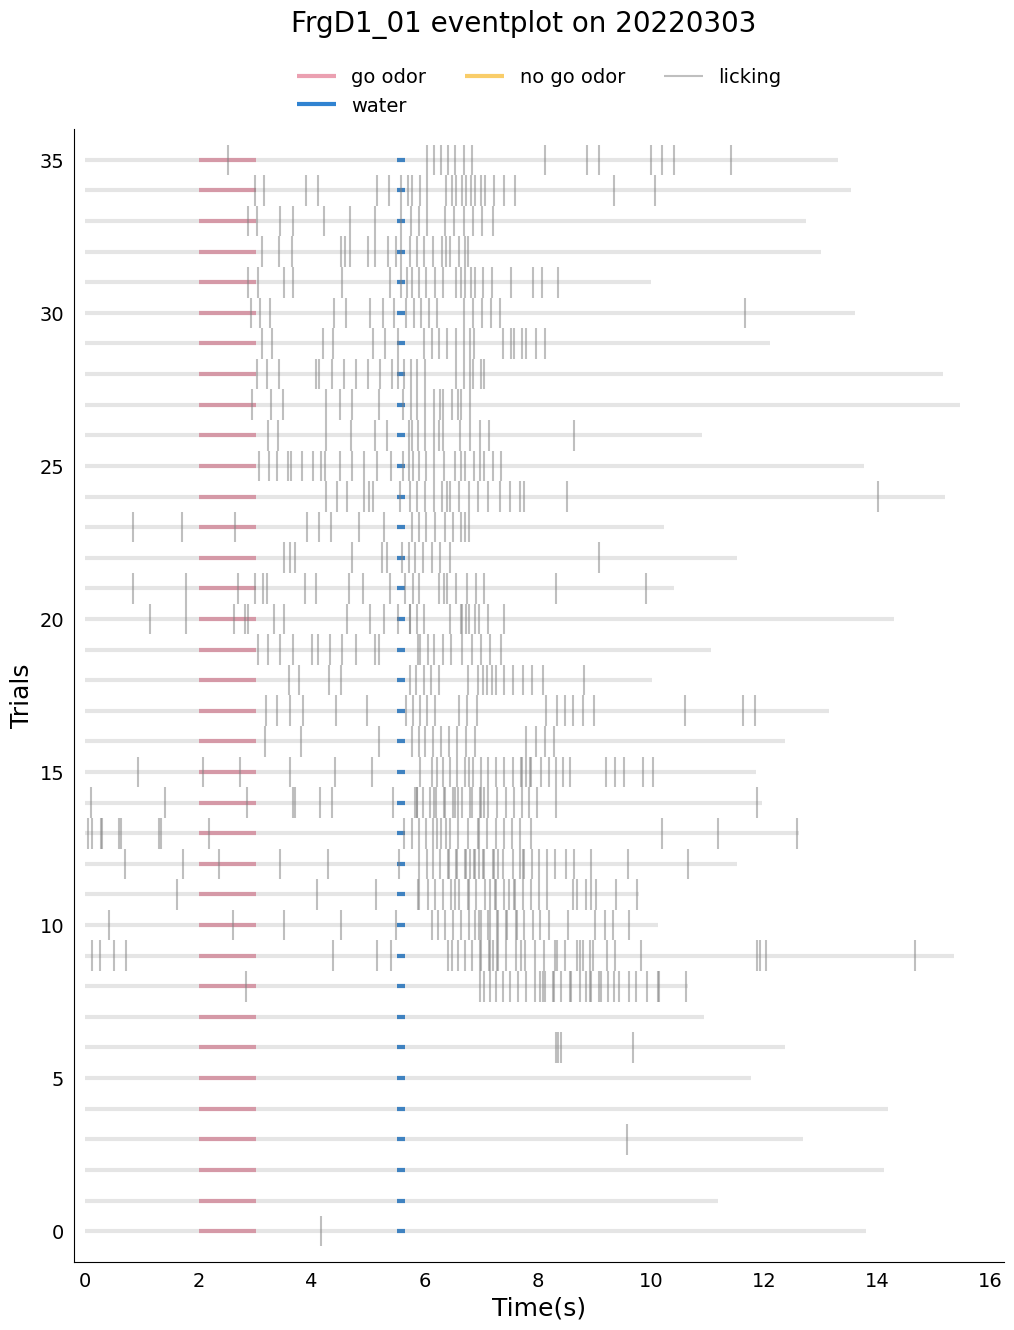 FrgD1_01 eventplot on 20220303
go odor
no go odor
licking
water
35
30
25
20
15
10
5
0
Trials
0 2 4 6 8 10 12 14 16
Time(s)